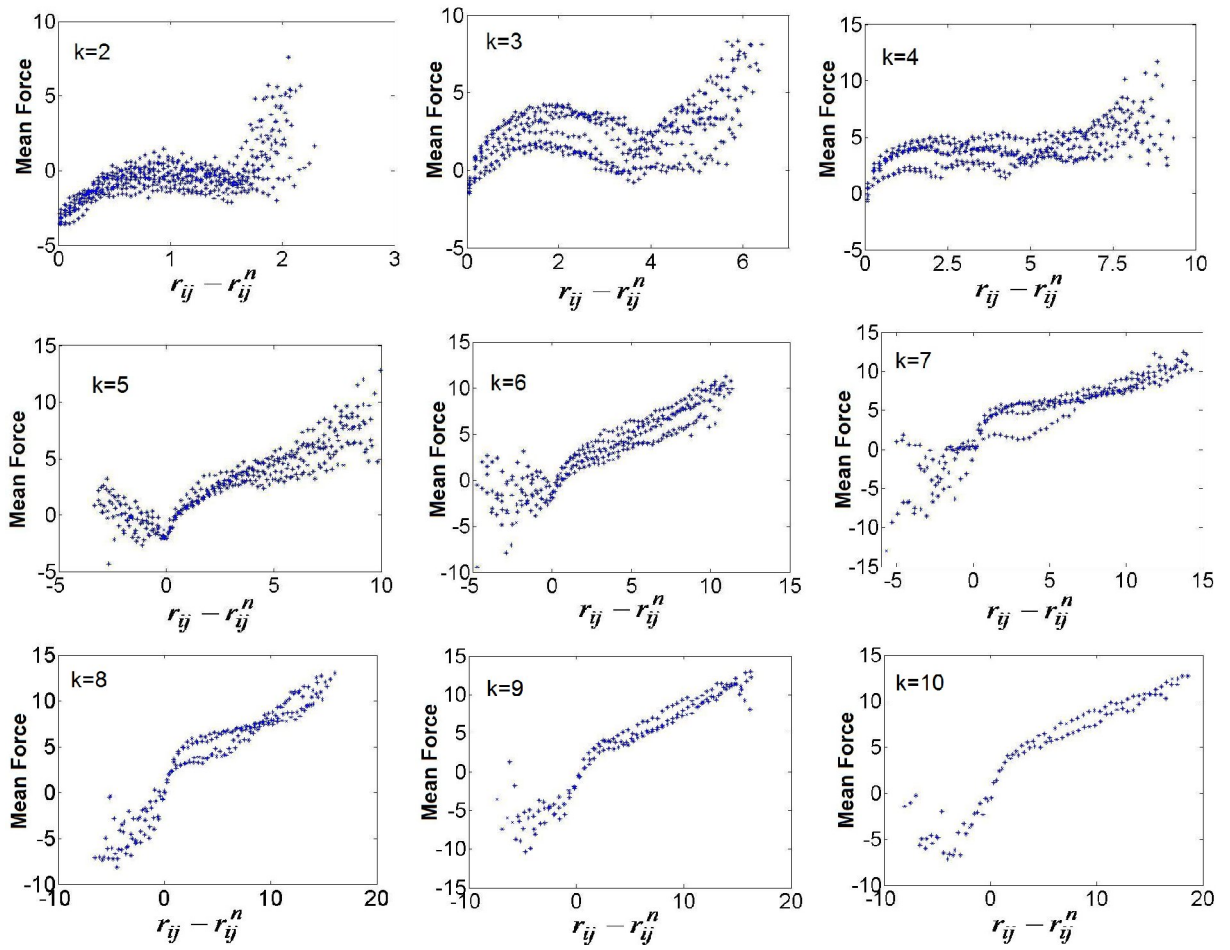 k=2
Mean Force
10
5
0
-5
0 1 2 3
r_ij − r_ij^n
k=3
Mean Force
10
5
0
-5
0 2 4 6
r_ij − r_ij^n
k=4
Mean Force
15
10
5
0
-5
0 2.5 5 7.5 10
r_ij − r_ij^n
k=5
Mean Force
15
10
5
0
-5
-5 0 5 10
r_ij − r_ij^n
k=6
Mean Force
15
10
5
0
-5
-10
-5 0 5 10 15
r_ij − r_ij^n
k=7
Mean Force
15
10
5
0
-5
-10
-15
-5 0 5 10 15
r_ij − r_ij^n
k=8
Mean Force
15
10
5
0
-5
-10
-10 0 10 20
r_ij − r_ij^n
k=9
Mean Force
15
10
5
0
-5
-10
-15
-10 0 10 20
r_ij − r_ij^n
k=10
Mean Force
15
10
5
0
-5
-10
-10 0 10 20
r_ij − r_ij^n